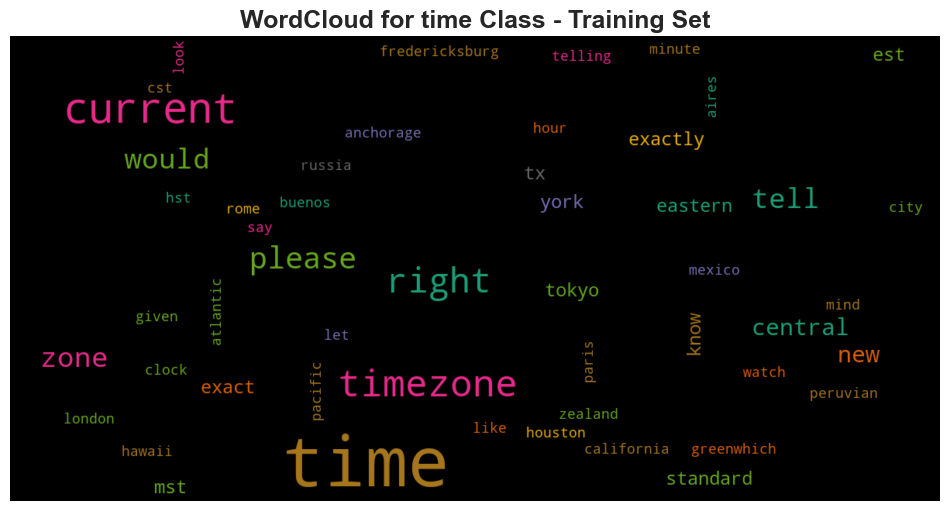 WordCloud for time Class - Training Set
look
fredericksburg
telling
minute
est
cst
current
aires
anchorage
hour
exactly
would
russia
tx
hst
rome
buenos
york
eastern
tell
city
say
please
right
mexico
tokyo
given
atlantic
let
know
mind
central
zone
clock
exact
pacific
timezone
paris
new
watch
peruvian
london
like
zealand
houston
hawaii
time
california
greenwhich
mst
standard